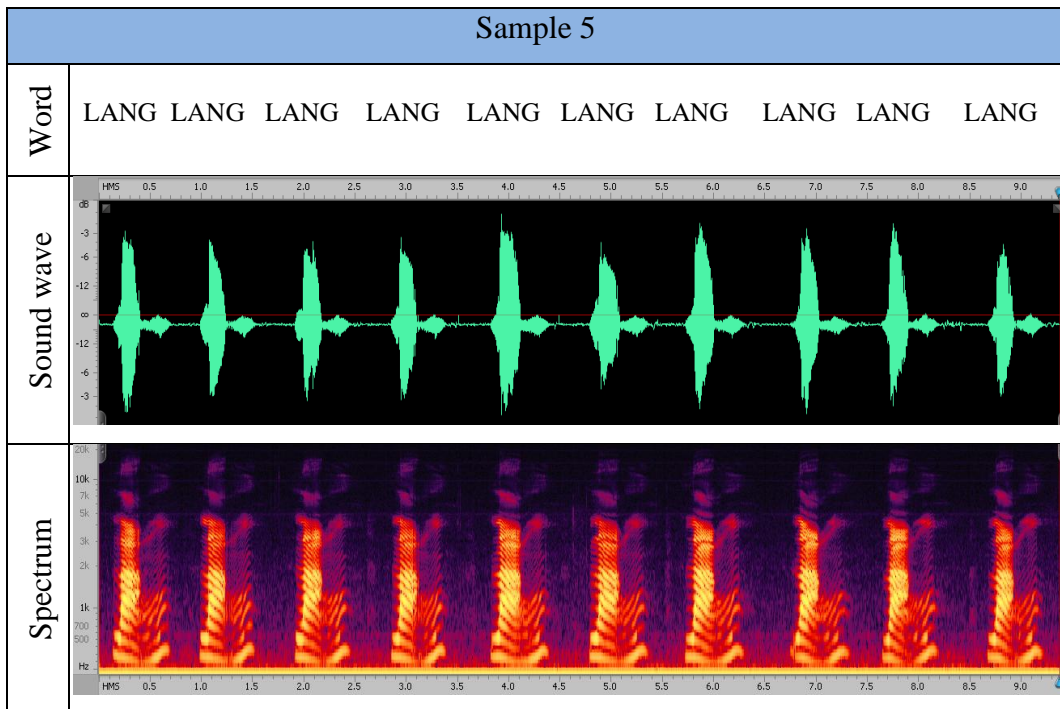 Sample 5
Word
LANG LANG LANG LANG LANG LANG LANG LANG LANG LANG
Sound wave
HMS 0.5 1.0 1.5 2.0 2.5 3.0 3.5 4.0 4.5 5.0 5.5 6.0 6.5 7.0 7.5 8.0 8.5 9.0
dB
-3
-6
-12
∞
-12
-6
-3
Spectrum
20k
10k
7k
5k
3k
2k
1k
700
500
Hz
HMS 0.5 1.0 1.5 2.0 2.5 3.0 3.5 4.0 4.5 5.0 5.5 6.0 6.5 7.0 7.5 8.0 8.5 9.0